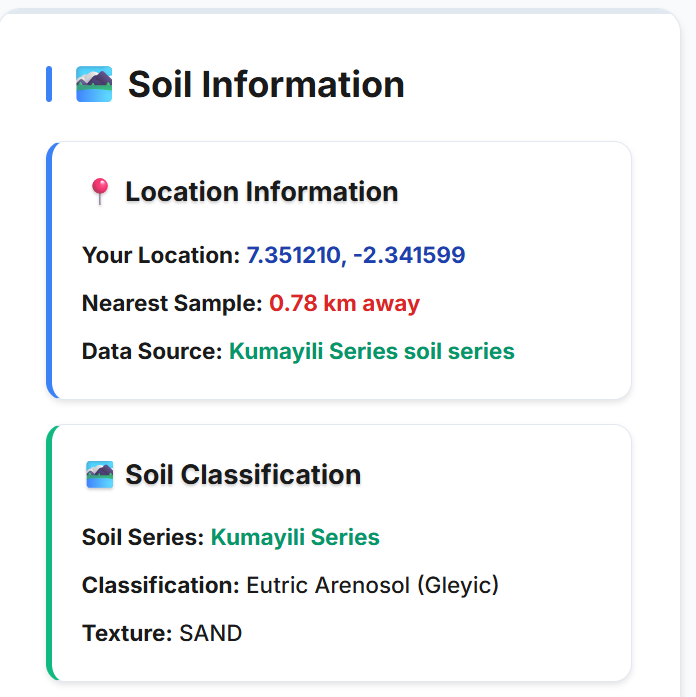 Soil Information
Location Information
Your Location: 7.351210, -2.341599
Nearest Sample: 0.78 km away
Data Source: Kumayili Series soil series
Soil Classification
Soil Series: Kumayili Series
Classification: Eutric Arenosol (Gleyic)
Texture: SAND